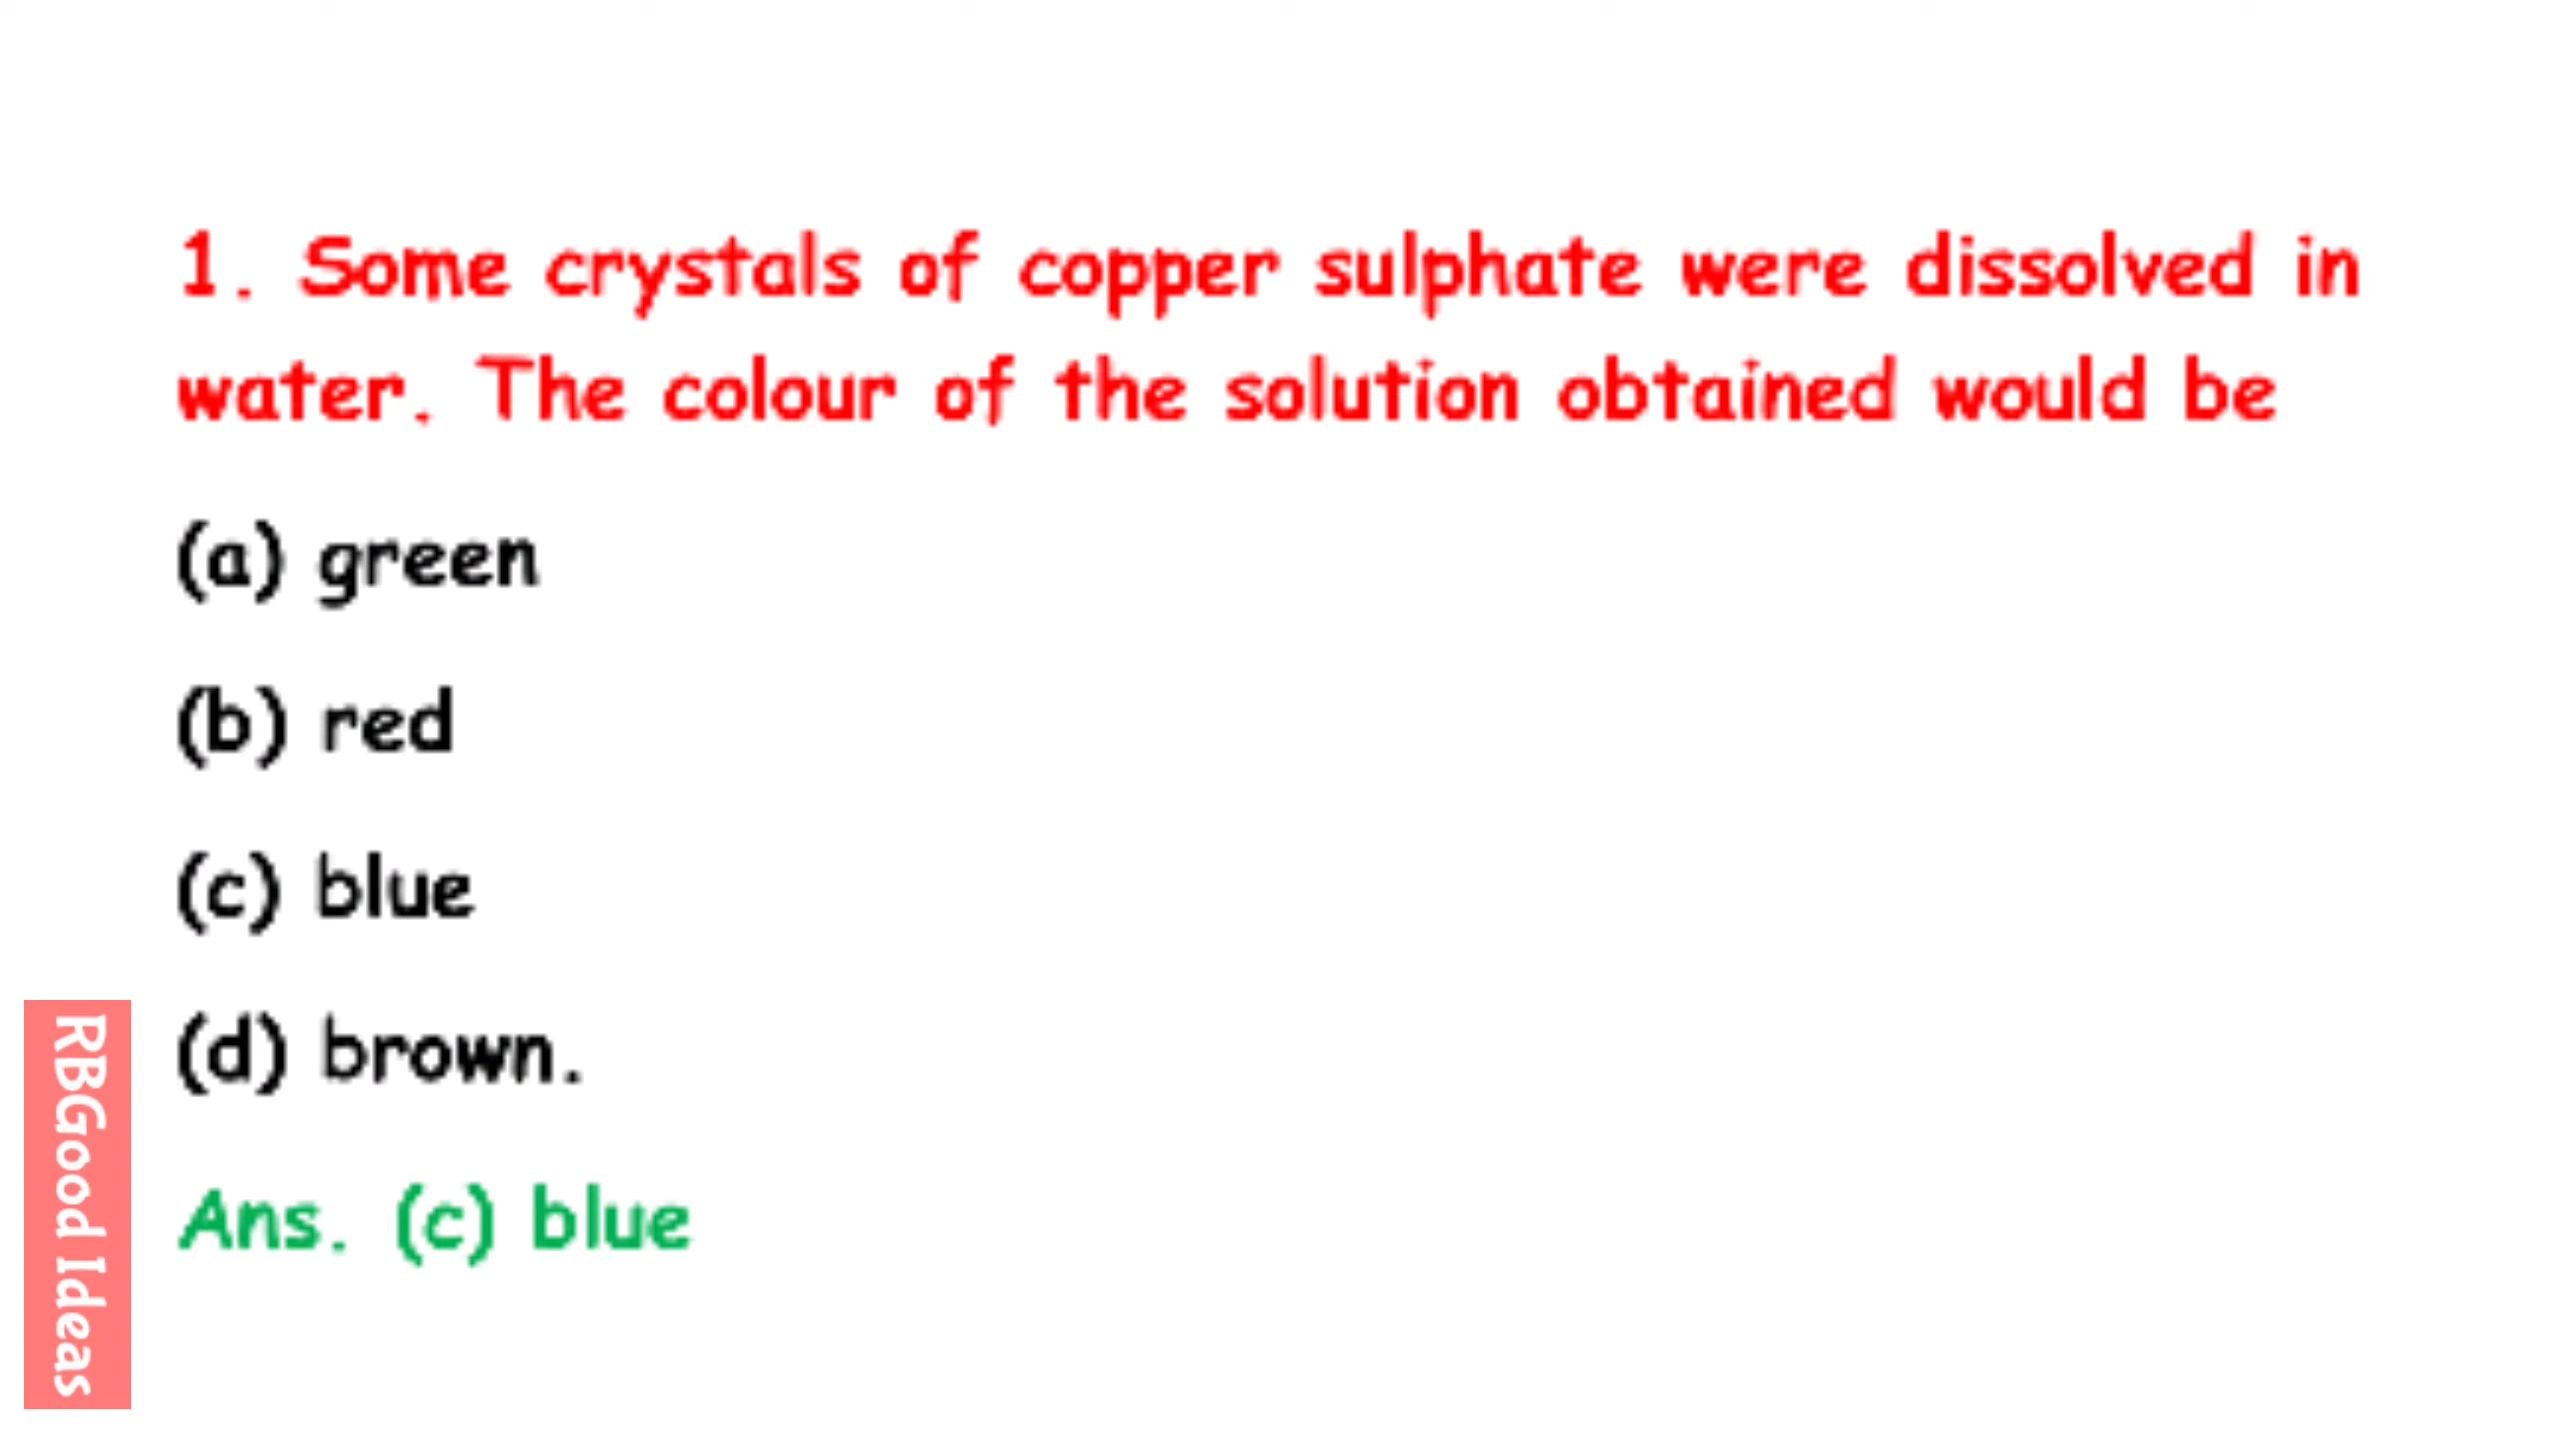 1. Some crystals of copper sulphate were dissolved in
water. The colour of the solution obtained would be
(a) green
(b) red
(c) blue
(d) brown.
Ans. (c) blue
RBGood Ideas